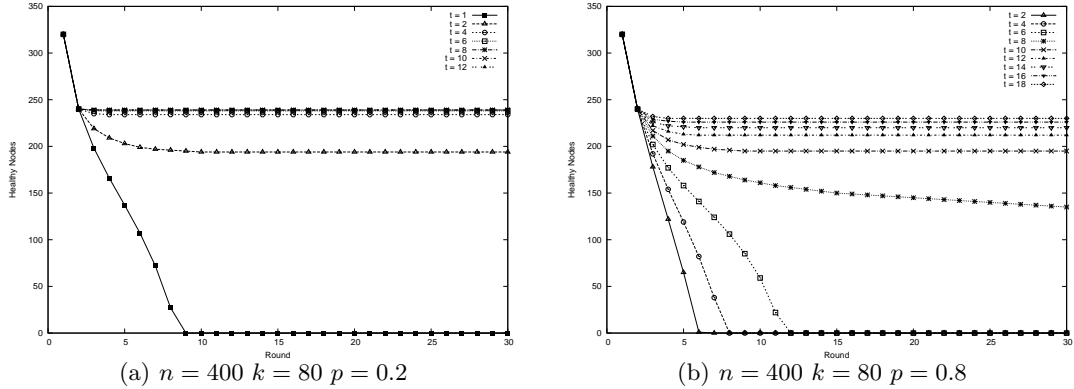 350
300
250
200
150
100
50
0
Healthy Nodes
0 5 10 15 20 25 30
Round
t = 1
t = 2
t = 4
t = 6
t = 8
t = 10
t = 12
(a) n = 400 k = 80 p = 0.2
350
300
250
200
150
100
50
0
Healthy Nodes
0 5 10 15 20 25 30
Round
t = 2
t = 4
t = 6
t = 8
t = 10
t = 12
t = 14
t = 16
t = 18
(b) n = 400 k = 80 p = 0.8